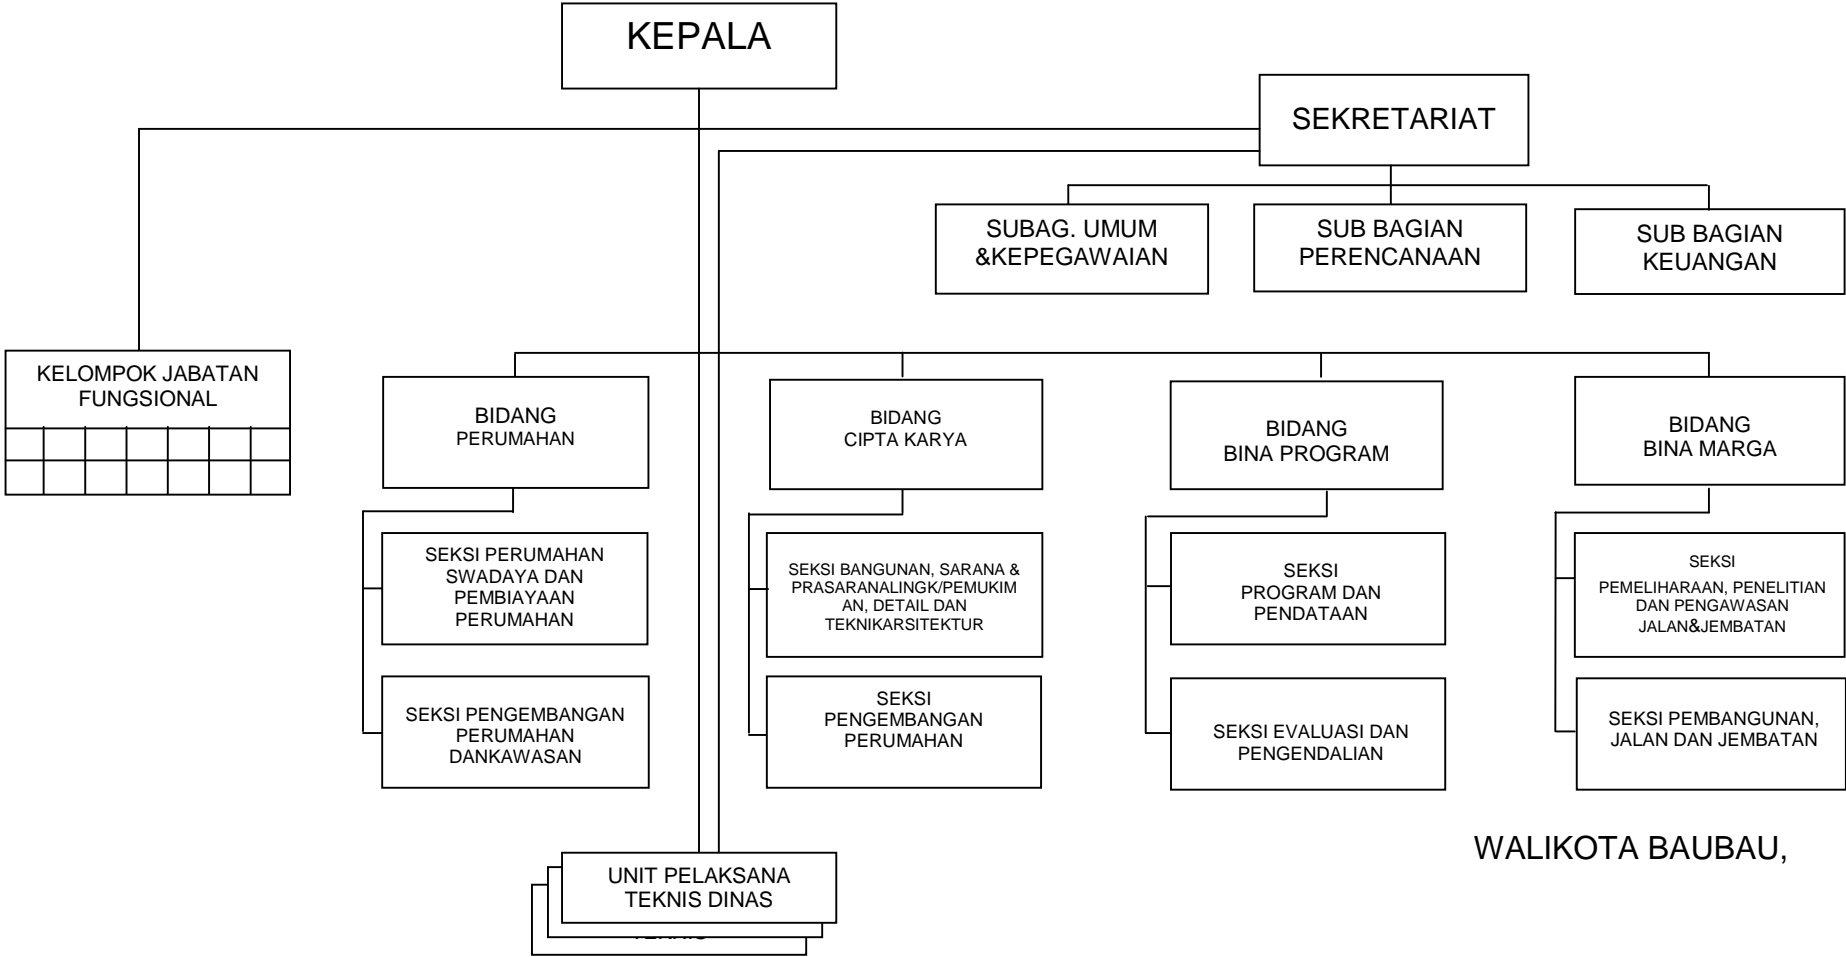 KEPALA
SEKRETARIAT
SUBAG. UMUM
&KEPEGAWAIAN
SUB BAGIAN
PERENCANAAN
SUB BAGIAN
KEUANGAN
KELOMPOK JABATAN
FUNGSIONAL
BIDANG
PERUMAHAN
BIDANG
CIPTA KARYA
BIDANG
BINA PROGRAM
BIDANG
BINA MARGA
SEKSI PERUMAHAN
SWADAYA DAN
PEMBIAYAAN
PERUMAHAN
SEKSI BANGUNAN, SARANA &
PRASARANALINGK/PEMUKIM
AN, DETAIL DAN
TEKNIKARSITEKTUR
SEKSI
PROGRAM DAN
PENDATAAN
SEKSI
PEMELIHARAAN, PENELITIAN
DAN PENGAWASAN
JALAN&JEMBATAN
SEKSI PENGEMBANGAN
PERUMAHAN
DANKAWASAN
SEKSI
PENGEMBANGAN
PERUMAHAN
SEKSI EVALUASI DAN
PENGENDALIAN
SEKSI PEMBANGUNAN,
JALAN DAN JEMBATAN
WALIKOTA BAUBAU,
UNIT PELAKSANA
TEKNIS DINAS